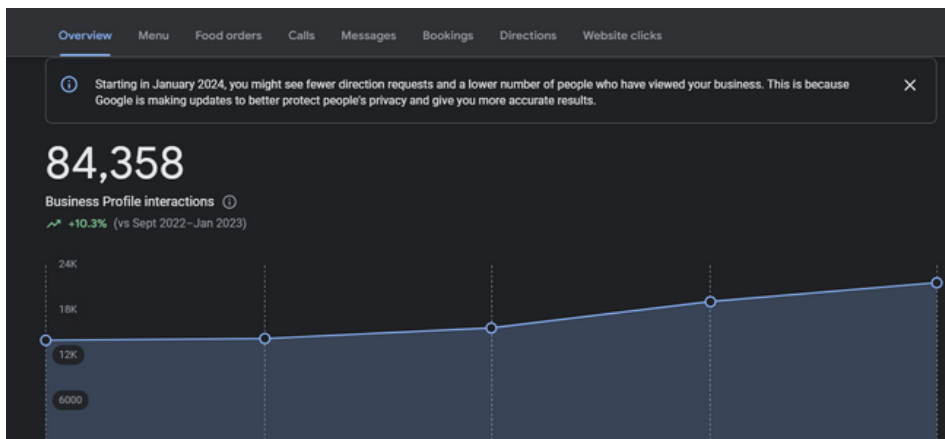 Overview Menu Food orders Calls Messages Bookings Directions Website clicks
Starting in January 2024, you might see fewer direction requests and a lower number of people who have viewed your business. This is because
Google is making updates to better protect people's privacy and give you more accurate results.
84,358
Business Profile interactions
+10.3% (vs Sept 2022–Jan 2023)
24K
18K
12K
6000